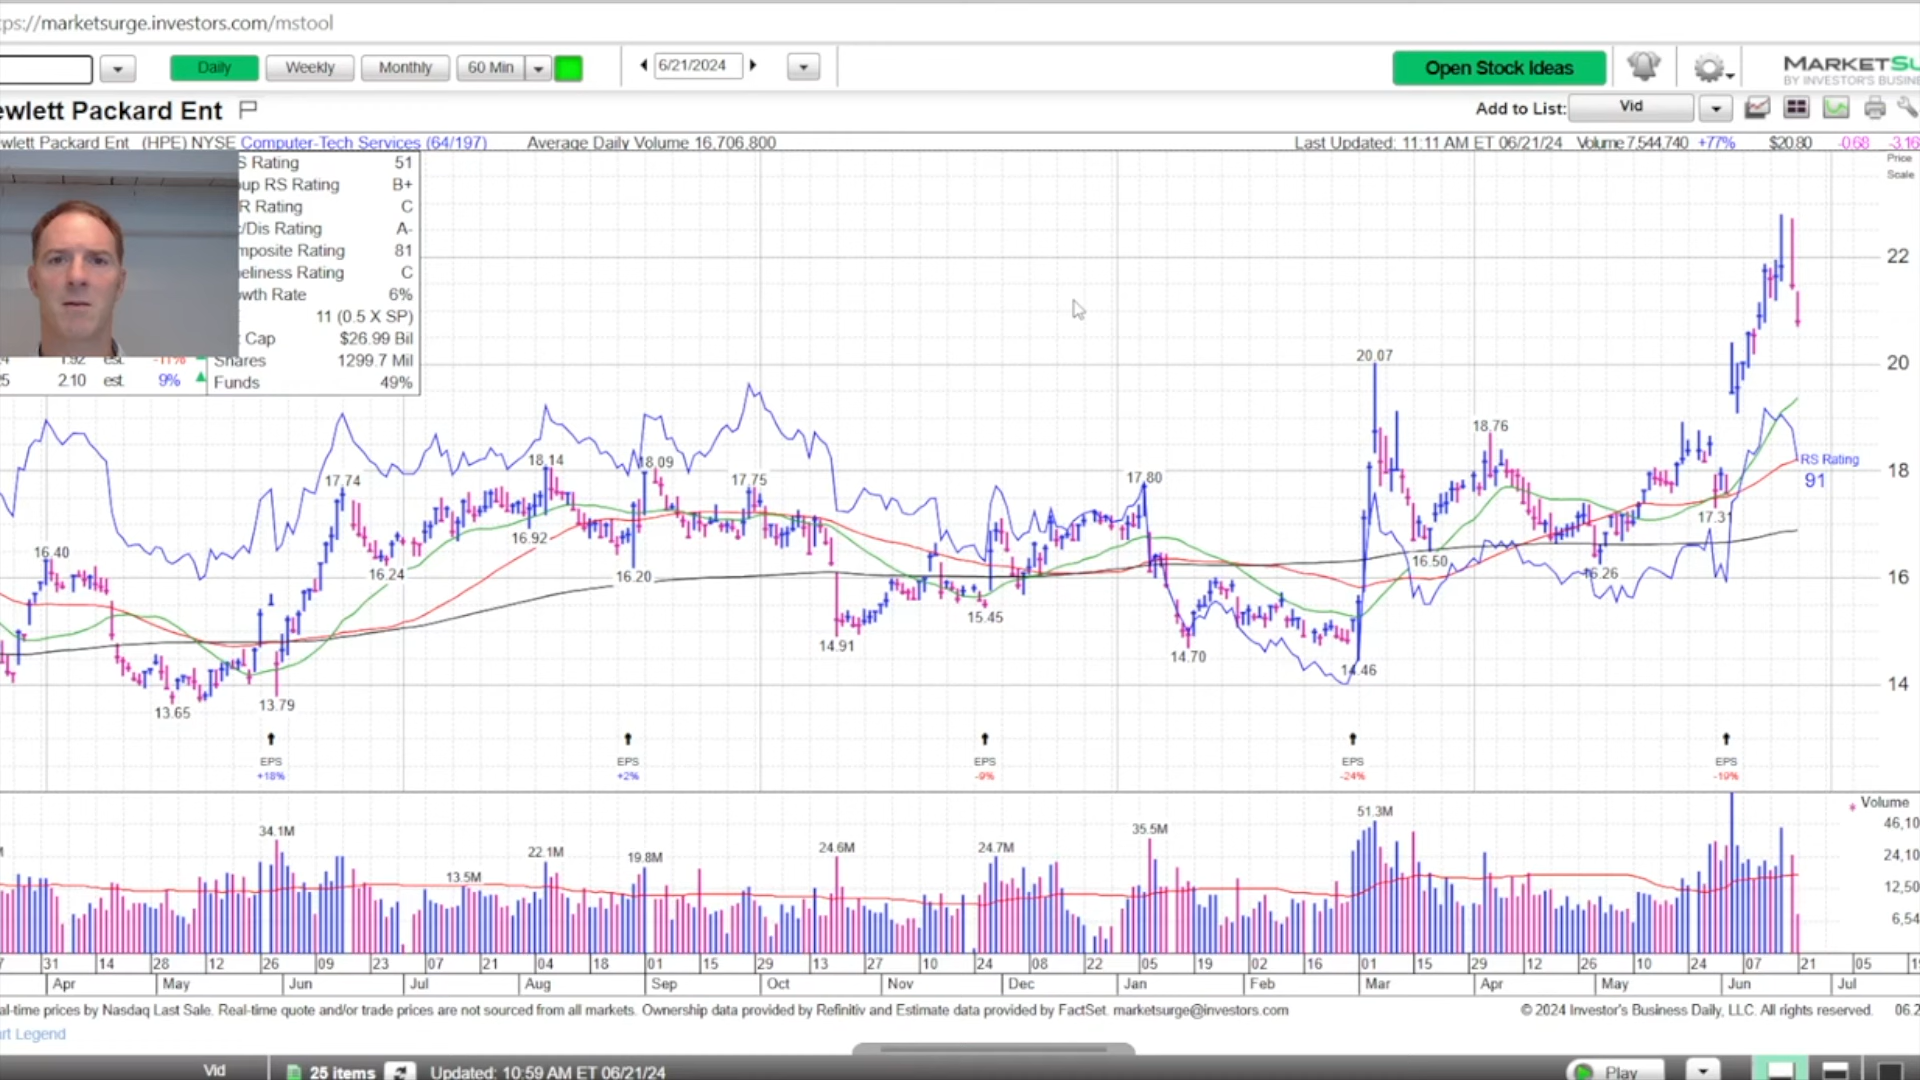 ps://marketsurge.investors.com/mstool
Daily Weekly Monthly 60 Min 6/21/2024 Open Stock Ideas MARKETSU
BY INVESTOR'S BUSINE
ewlett Packard Ent Add to List: Vid
wlett Packard Ent (HPE) NYSE Computer-Tech Services (64/197) Average Daily Volume 16,706,800 Last Updated: 11:11 AM ET 06/21/24 Volume 7,544,740 +77% $20.80 -0.68 -3.16
Price
Scale
S Rating 51
oup RS Rating B+
R Rating C
c/Dis Rating A-
mposite Rating 81
eliness Rating C
owth Rate 6%
11 (0.5 X SP)
t Cap $26.99 Bil
4 1.92 est. -11% Shares 1299.7 Mil
25 2.10 est. 9% Funds 49%
22
20
18
16
14
20.07
18.76
18.14
18.09
17.74
17.75
17.80
RS Rating
91
16.40
16.92
16.24
16.20
17.31
16.50
16.26
15.45
14.91
14.70
14.46
13.65
13.79
EPS EPS EPS EPS EPS
+18% +2% -9% -24% -19%
Volume
46,10
24,10
12,50
6,54
M
34.1M
13.5M
22.1M
19.8M
24.6M
24.7M
35.5M
51.3M
7 31 14 28 12 26 09 23 07 21 04 18 01 15 29 13 27 10 24 08 22 05 19 02 16 01 15 29 12 26 10 24 07 21 05 19
Apr May Jun Jul Aug Sep Oct Nov Dec Jan Feb Mar Apr May Jun Jul
al-time prices by Nasdaq Last Sale. Real-time quote and/or trade prices are not sourced from all markets. Ownership data provided by Refinitiv and Estimate data provided by FactSet. marketsurge@investors.com © 2024 Investor's Business Daily, LLC. All rights reserved. 06.2
rt Legend
Vid 25 items Updated: 10:59 AM ET 06/21/24 Play